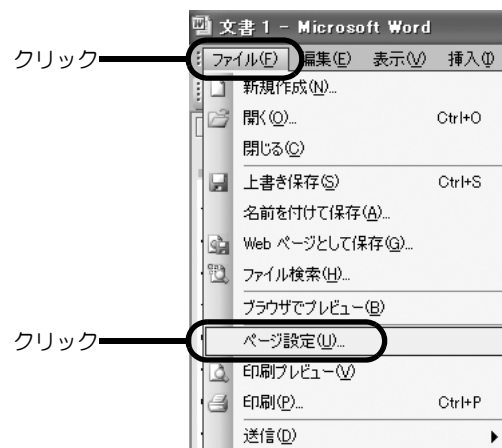 文書 1 - Microsoft Word
クリック
ファイル(F) 編集(E) 表示(V) 挿入(I)
新規作成(N)...
開く(O)... Ctrl+O
閉じる(C)
上書き保存(S) Ctrl+S
名前を付けて保存(A)...
Web ページとして保存(G)...
ファイル検索(H)...
ブラウザでプレビュー(B)
クリック
ページ設定(U)...
印刷プレビュー(V)
印刷(P)... Ctrl+P
送信(D)